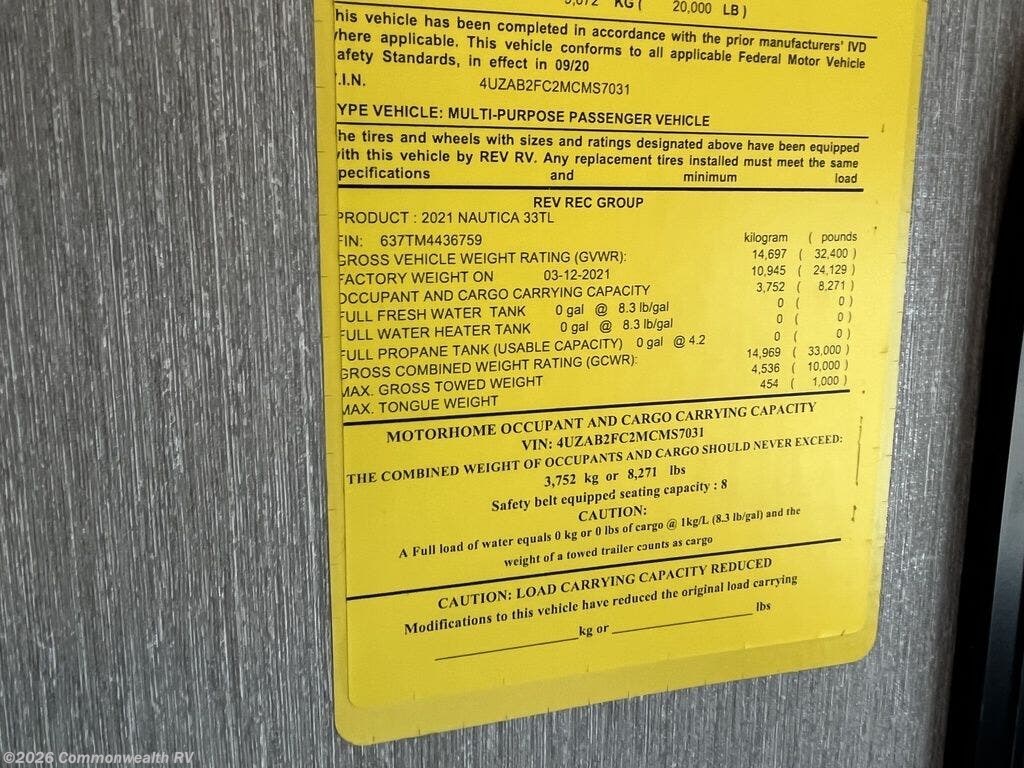 KG ( 20,000 LB )
his vehicle has been completed in accordance with the prior manufacturers' IVD
here applicable. This vehicle conforms to all applicable Federal Motor Vehicle
afety Standards, in effect in 09/20
.I.N. 4UZAB2FC2MCMS7031
YPE VEHICLE: MULTI-PURPOSE PASSENGER VEHICLE
he tires and wheels with sizes and ratings designated above have been equipped
ith this vehicle by REV RV. Any replacement tires installed must meet the same
pecifications and minimum load
REV REC GROUP
PRODUCT : 2021 NAUTICA 33TL
FIN: 637TM4436759 kilogram ( pounds
GROSS VEHICLE WEIGHT RATING (GVWR): 14,697 ( 32,400 )
FACTORY WEIGHT ON 03-12-2021 10,945 ( 24,129 )
OCCUPANT AND CARGO CARRYING CAPACITY 3,752 ( 8,271 )
FULL FRESH WATER TANK 0 gal @ 8.3 lb/gal 0 ( 0 )
FULL WATER HEATER TANK 0 gal @ 8.3 lb/gal 0 ( 0 )
FULL PROPANE TANK (USABLE CAPACITY) 0 gal @ 4.2 0 ( 0 )
GROSS COMBINED WEIGHT RATING (GCWR): 14,969 ( 33,000 )
MAX. GROSS TOWED WEIGHT 4,536 ( 10,000 )
MAX. TONGUE WEIGHT 454 ( 1,000 )
MOTORHOME OCCUPANT AND CARGO CARRYING CAPACITY
VIN: 4UZAB2FC2MCMS7031
THE COMBINED WEIGHT OF OCCUPANTS AND CARGO SHOULD NEVER EXCEED:
3,752 kg or 8,271 lbs
Safety belt equipped seating capacity : 8
CAUTION:
A Full load of water equals 0 kg or 0 lbs of cargo @ 1kg/L (8.3 lb/gal) and the
weight of a towed trailer counts as cargo
CAUTION: LOAD CARRYING CAPACITY REDUCED
Modifications to this vehicle have reduced the original load carrying
kg or lbs
©2026 Commonwealth RV